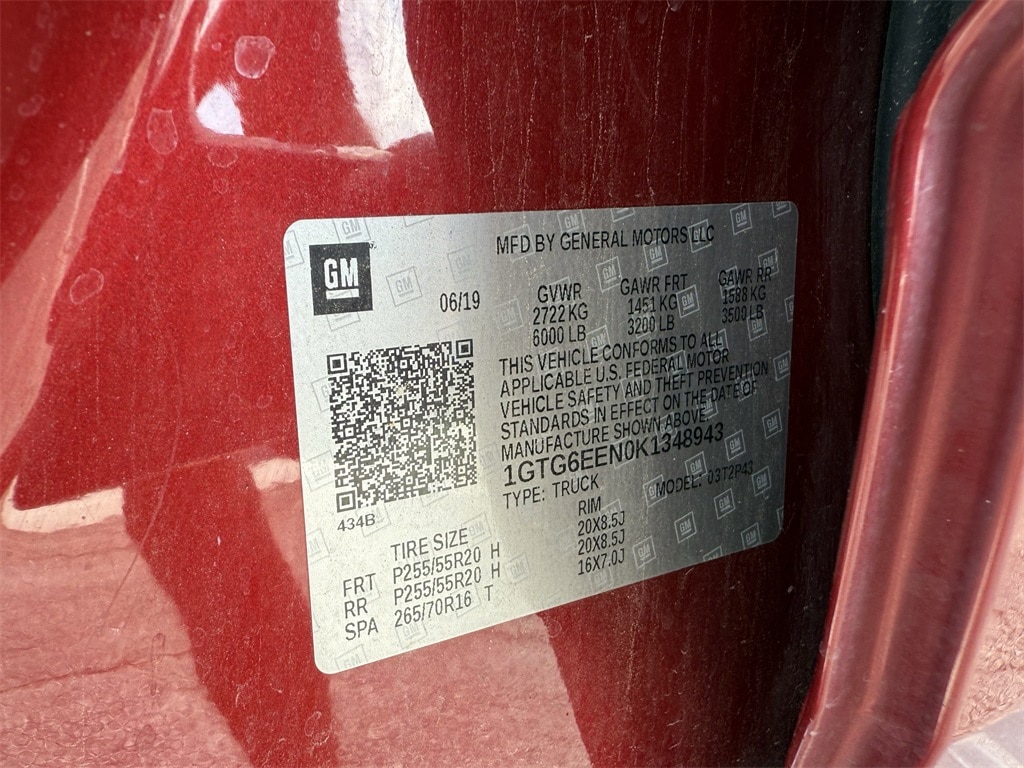 GM
MFD BY GENERAL MOTORS LLC
06/19
GVWR GAWR FRT GAWR RR
2722 KG 1451 KG 1588 KG
6000 LB 3200 LB 3500 LB
THIS VEHICLE CONFORMS TO ALL
APPLICABLE U.S. FEDERAL MOTOR
VEHICLE SAFETY AND THEFT PREVENTION
STANDARDS IN EFFECT ON THE DATE OF
MANUFACTURE SHOWN ABOVE.
1GTG6EEN0K1348943
TYPE: TRUCK MODEL: 03T2P43
434B
TIRE SIZE RIM
FRT P255/55R20 H 20X8.5J
RR P255/55R20 H 20X8.5J
SPA 265/70R16 T 16X7.0J